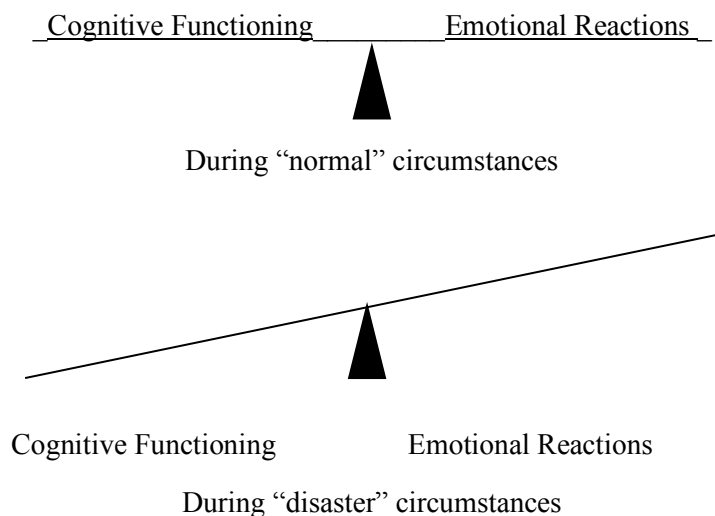 Cognitive Functioning Emotional Reactions
During “normal” circumstances
Cognitive Functioning Emotional Reactions
During “disaster” circumstances